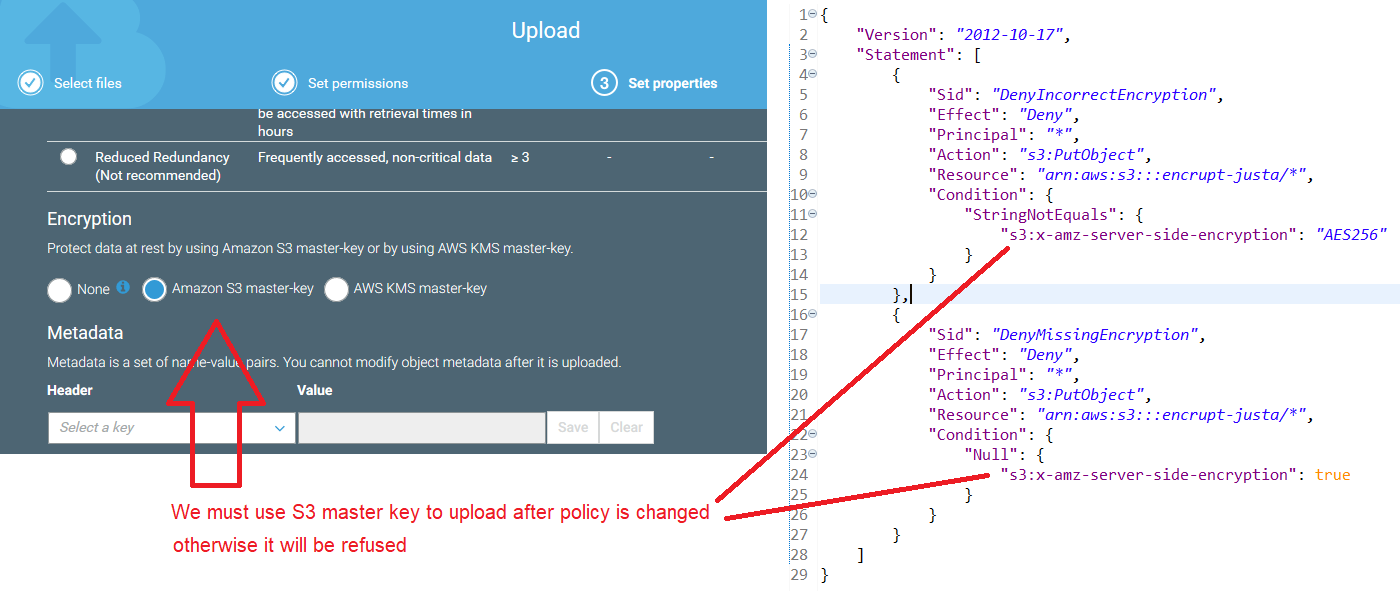 Upload
Select files
Set permissions
3 Set properties
be accessed with retrieval times in
hours
Reduced Redundancy Frequently accessed, non-critical data ≥ 3 - -
(Not recommended)
Encryption
Protect data at rest by using Amazon S3 master-key or by using AWS KMS master-key.
None i Amazon S3 master-key AWS KMS master-key
Metadata
Metadata is a set of name-value pairs. You cannot modify object metadata after it is uploaded.
Header Value
Select a key Save Clear
We must use S3 master key to upload after policy is changed
otherwise it will be refused
1 {
2 "Version": "2012-10-17",
3 "Statement": [
4 {
5 "Sid": "DenyIncorrectEncryption",
6 "Effect": "Deny",
7 "Principal": "*",
8 "Action": "s3:PutObject",
9 "Resource": "arn:aws:s3:::encrupt-justa/*",
10 "Condition": {
11 "StringNotEquals": {
12 "s3:x-amz-server-side-encryption": "AES256"
13 }
14 }
15 },
16 {
17 "Sid": "DenyMissingEncryption",
18 "Effect": "Deny",
19 "Principal": "*",
20 "Action": "s3:PutObject",
21 "Resource": "arn:aws:s3:::encrupt-justa/*",
22 "Condition": {
23 "Null": {
24 "s3:x-amz-server-side-encryption": true
25 }
26 }
27 }
28 ]
29 }